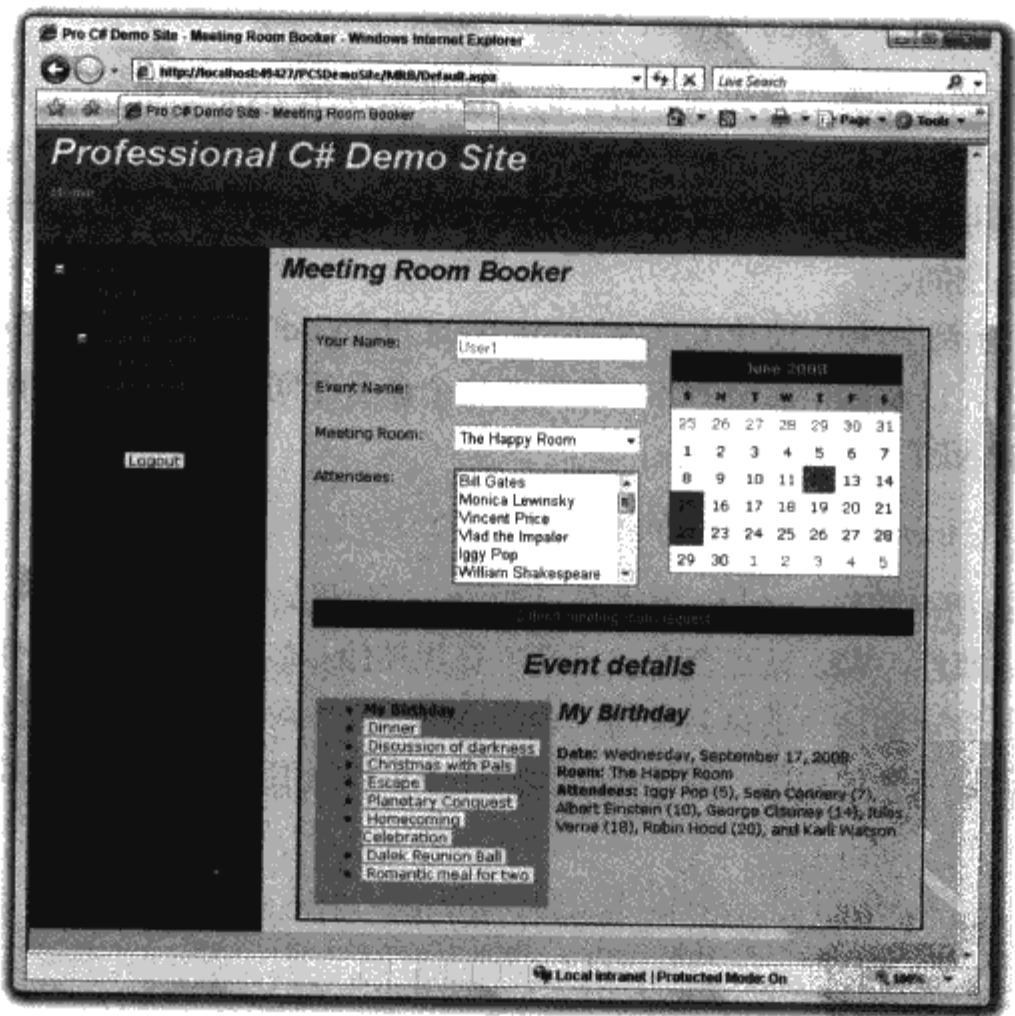 Pro C# Demo Site - Meeting Room Booker - Windows Internet Explorer
http://localhost:49427/PCSDemoSite/MRB/Default.aspx
Live Search
Pro C# Demo Site - Meeting Room Booker
Page
Tools
Professional C# Demo Site
Home
Meeting Room Booker
Your Name:
User1
Event Name:
Meeting Room:
The Happy Room
Attendees:
Bill Gates
Monica Lewinsky
Vincent Price
Vlad the Impaler
Iggy Pop
William Shakespeare
June 2008
S M T W T F S
25 26 27 28 29 30 31
1 2 3 4 5 6 7
8 9 10 11 13 14
16 17 18 19 20 21
23 24 25 26 27 28
29 30 1 2 3 4 5
Logout
meeting room request
Event details
My Birthday
Dinner
Discussion of darkness
Christmas with Pals
Escape
Planetary Conquest
Homecoming
Celebration
Dalek Reunion Ball
Romantic meal for two
My Birthday
Date: Wednesday, September 17, 2008
Room: The Happy Room
Attendees: Iggy Pop (5), Sean Connery (7),
Albert Einstein (10), George Clooney (14), Jules
Verne (18), Robin Hood (20), and Karli Watson
Local intranet | Protected Mode: On
100%